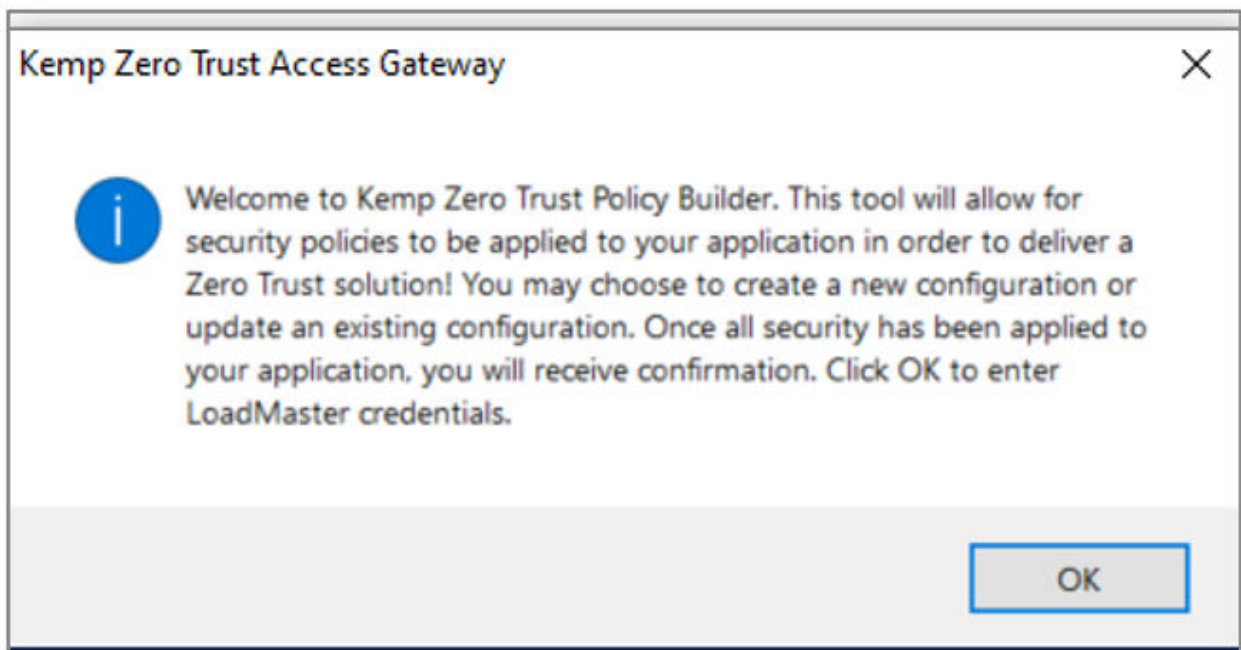 Kemp Zero Trust Access Gateway
Welcome to Kemp Zero Trust Policy Builder. This tool will allow for
security policies to be applied to your application in order to deliver a
Zero Trust solution! You may choose to create a new configuration or
update an existing configuration. Once all security has been applied to
your application, you will receive confirmation. Click OK to enter
LoadMaster credentials.
OK